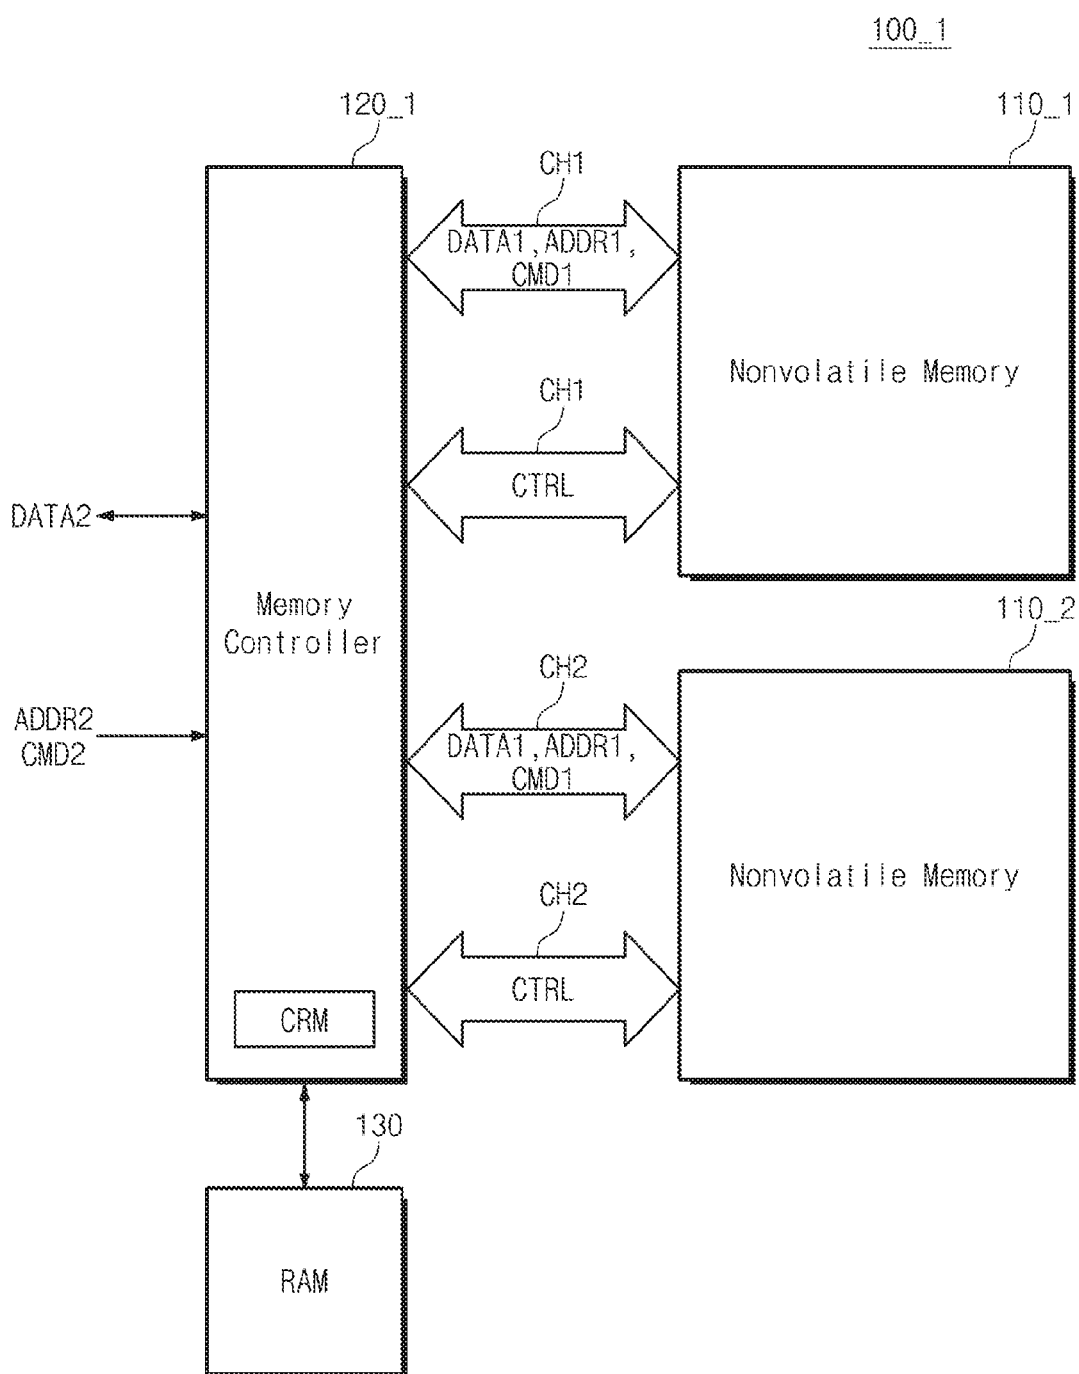 100_1
120_1
110_1
CH1
DATA1,ADDR1,
CMD1
Nonvolatile Memory
CH1
CTRL
DATA2
Memory
Controller
110_2
CH2
ADDR2
CMD2
DATA1,ADDR1,
CMD1
Nonvolatile Memory
CH2
CTRL
CRM
130
RAM